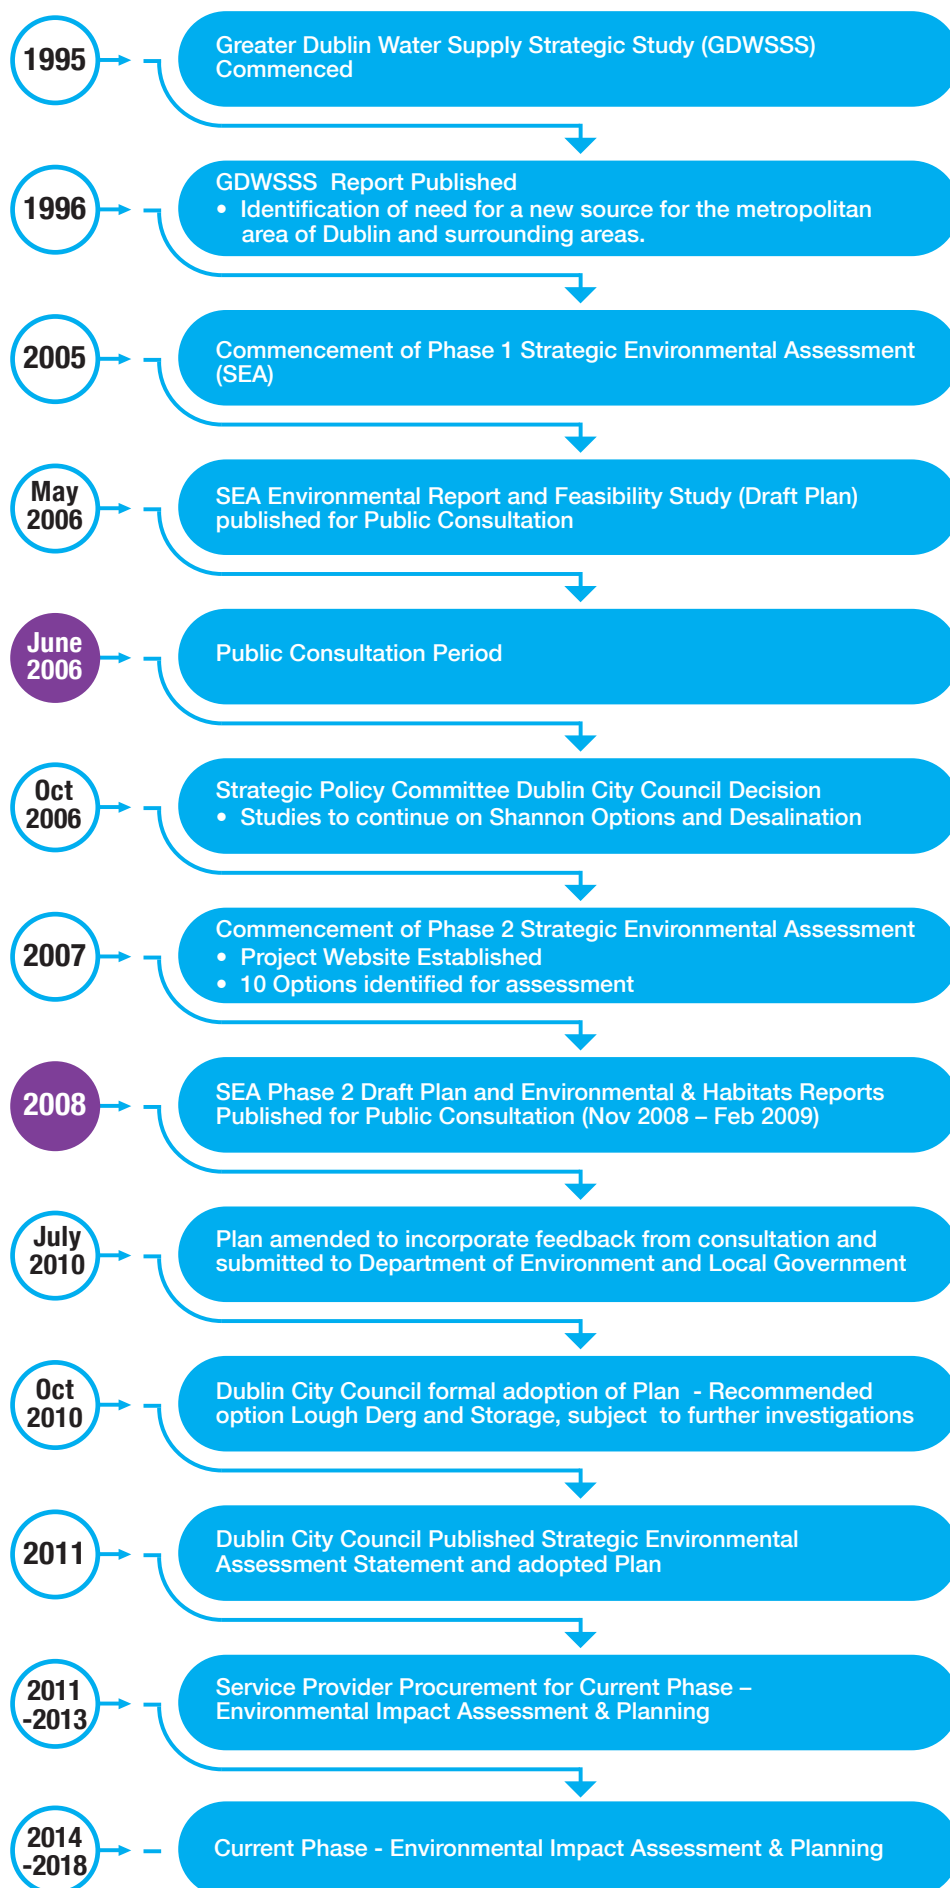 1995
Greater Dublin Water Supply Strategic Study (GDWSSS)
Commenced
1996
GDWSSS Report Published
• Identification of need for a new source for the metropolitan
area of Dublin and surrounding areas.
2005
Commencement of Phase 1 Strategic Environmental Assessment
(SEA)
May
2006
SEA Environmental Report and Feasibility Study (Draft Plan)
published for Public Consultation
June
2006
Public Consultation Period
Oct
2006
Strategic Policy Committee Dublin City Council Decision
• Studies to continue on Shannon Options and Desalination
2007
Commencement of Phase 2 Strategic Environmental Assessment
• Project Website Established
• 10 Options identified for assessment
2008
SEA Phase 2 Draft Plan and Environmental & Habitats Reports
Published for Public Consultation (Nov 2008 – Feb 2009)
July
2010
Plan amended to incorporate feedback from consultation and
submitted to Department of Environment and Local Government
Oct
2010
Dublin City Council formal adoption of Plan - Recommended
option Lough Derg and Storage, subject to further investigations
2011
Dublin City Council Published Strategic Environmental
Assessment Statement and adopted Plan
2011
-2013
Service Provider Procurement for Current Phase –
Environmental Impact Assessment & Planning
2014
-2018
Current Phase - Environmental Impact Assessment & Planning